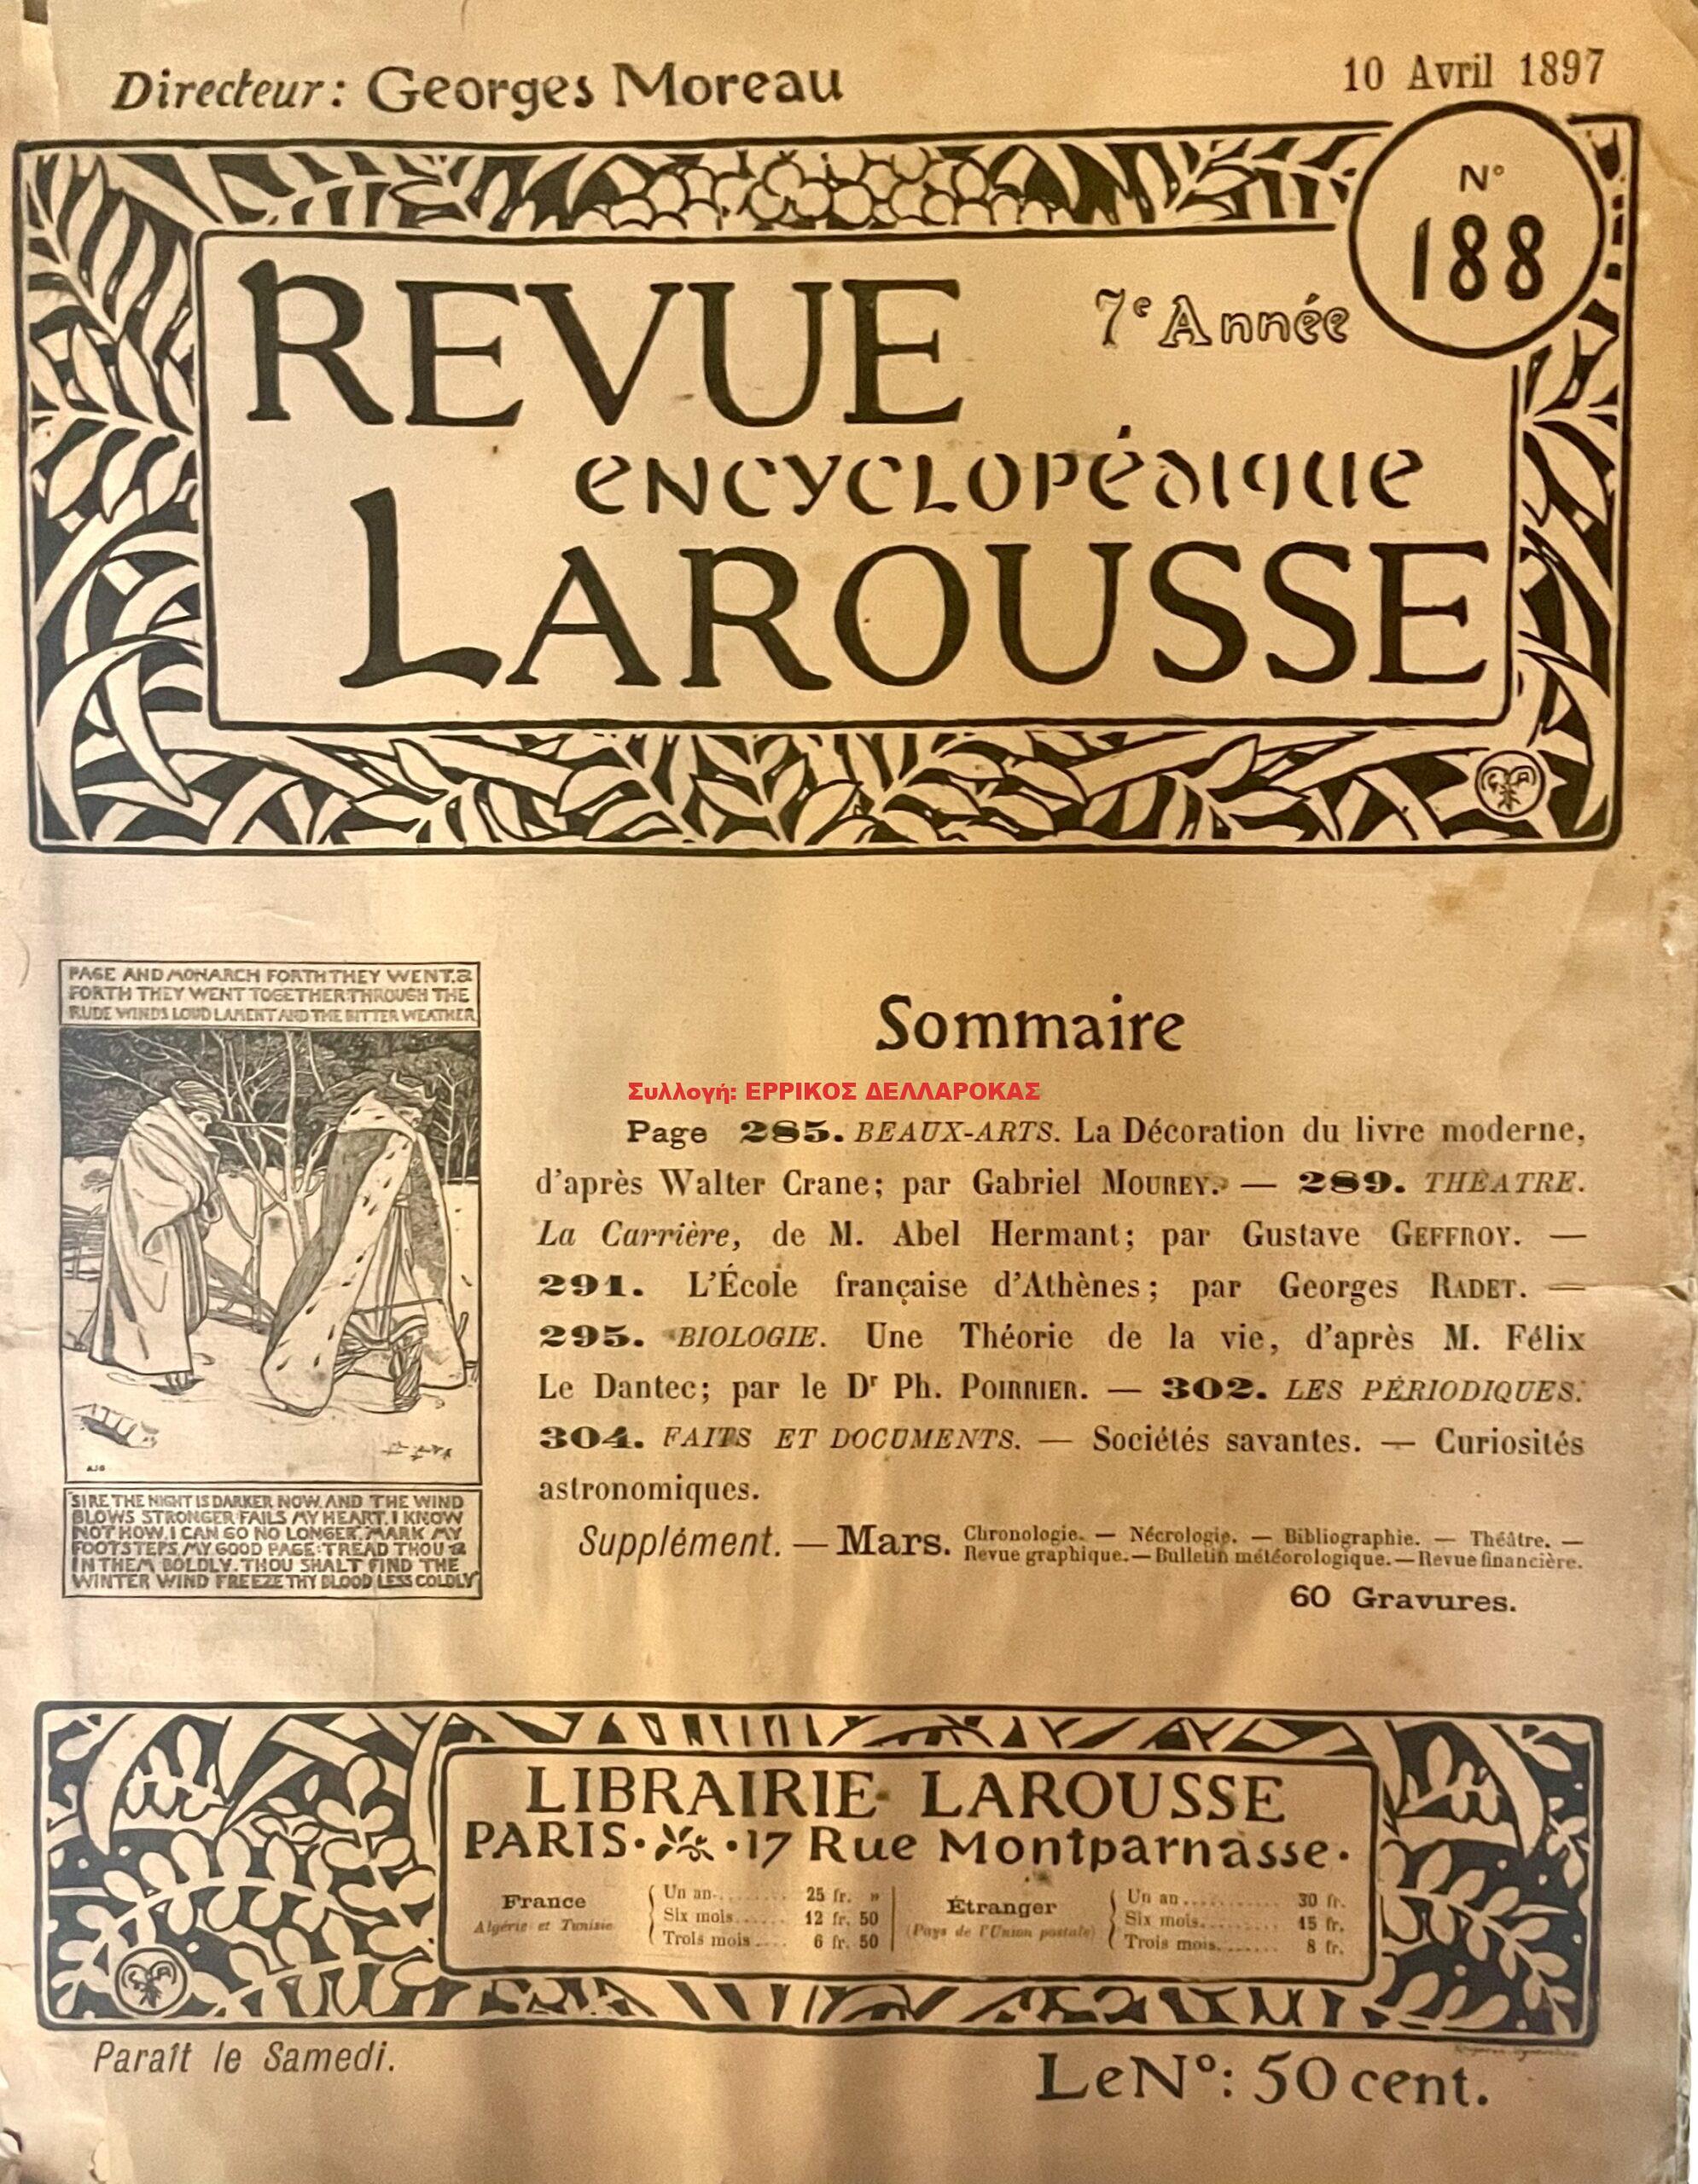 Directeur: Georges Moreau
10 Avril 1897
N° 188
REVUE
7e Année
encyclopédique
LAROUSSE
PAGE AND MONARCH FORTH THEY WENT. &
FORTH THEY WENT TOGETHER·THROUGH THE
RUDE WINDS LOUD LAMENT AND THE BITTER WEATHER
AJG
SIRE THE NIGHT IS DARKER NOW. AND THE WIND
BLOWS STRONGER FAILS MY HEART. I KNOW
NOT HOW. I CAN GO NO LONGER. MARK MY
FOOTSTEPS, MY GOOD PAGE: TREAD THOU &
IN THEM BOLDLY. THOU SHALT FIND THE
WINTER WIND FREEZE THY BLOOD LESS COLDLY
Sommaire
Συλλογή: ΕΡΡΙΚΟΣ ΔΕΛΛΑΡΟΚΑΣ
Page 285. BEAUX-ARTS. La Décoration du livre moderne,
d'après Walter Crane; par Gabriel MOUREY. — 289. THÉATRE.
La Carrière, de M. Abel Hermant; par Gustave GEFFROY. —
291. L'École française d'Athènes; par Georges RADET. —
295. BIOLOGIE. Une Théorie de la vie, d'après M. Félix
Le Dantec; par le Dr Ph. POIRRIER. — 302. LES PÉRIODIQUES.
304. FAITS ET DOCUMENTS. — Sociétés savantes. — Curiosités
astronomiques.
Supplément. — Mars. Chronologie. — Nécrologie. — Bibliographie. — Théâtre. —
Revue graphique. — Bulletin météorologique. — Revue financière.
60 Gravures.
LIBRAIRIE LAROUSSE
PARIS · 17 Rue Montparnasse ·
France
Algérie et Tunisie
Un an........ 25 fr. »
Six mois...... 12 fr. 50
Trois mois.... 6 fr. 50
Étranger
(Pays de l'Union postale)
Un an........... 30 fr.
Six mois......... 15 fr.
Trois mois....... 8 fr.
Paraît le Samedi.
Le N°: 50 cent.